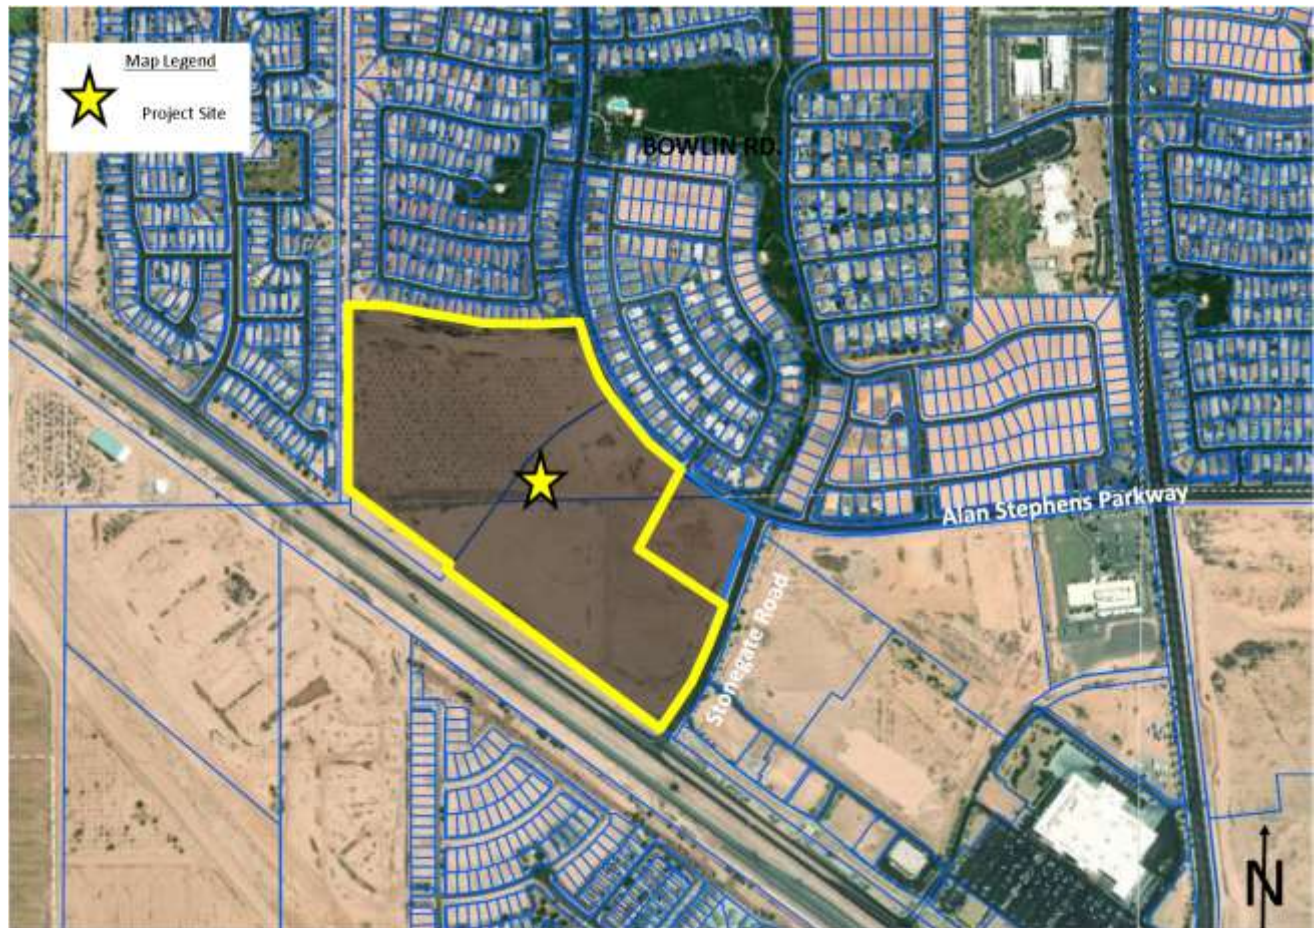 Map Legend
Project Site
BOWLIN RD.
Alan Stephens Parkway
Stonegate Road
N